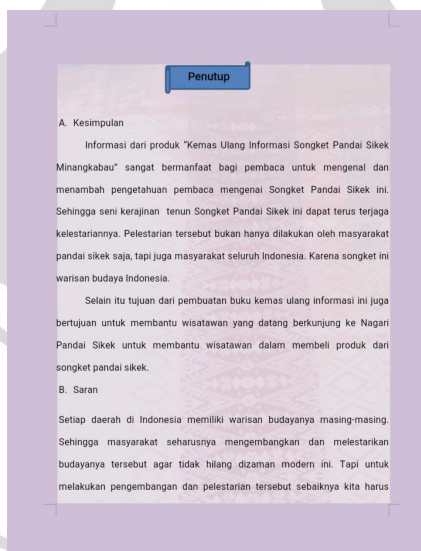 Penutup
A. Kesimpulan
Informasi dari produk "Kemas Ulang Informasi Songket Pandai Sikek
Minangkabau" sangat bermanfaat bagi pembaca untuk mengenal dan
menambah pengetahuan pembaca mengenai Songket Pandai Sikek ini.
Sehingga seni kerajinan tenun Songket Pandai Sikek ini dapat terus terjaga
kelestariannya. Pelestarian tersebut bukan hanya dilakukan oleh masyarakat
pandai sikek saja, tapi juga masyarakat seluruh Indonesia. Karena songket ini
warisan budaya Indonesia.
Selain itu tujuan dari pembuatan buku kemas ulang informasi ini juga
bertujuan untuk membantu wisatawan yang datang berkunjung ke Nagari
Pandai Sikek untuk membantu wisatawan dalam membeli produk dari
songket pandai sikek.
B. Saran
Setiap daerah di Indonesia memiliki warisan budayanya masing-masing.
Sehingga masyarakat seharusnya mengembangkan dan melestarikan
budayanya tersebut agar tidak hilang dizaman modern ini. Tapi untuk
melakukan pengembangan dan pelestarian tersebut sebaiknya kita harus